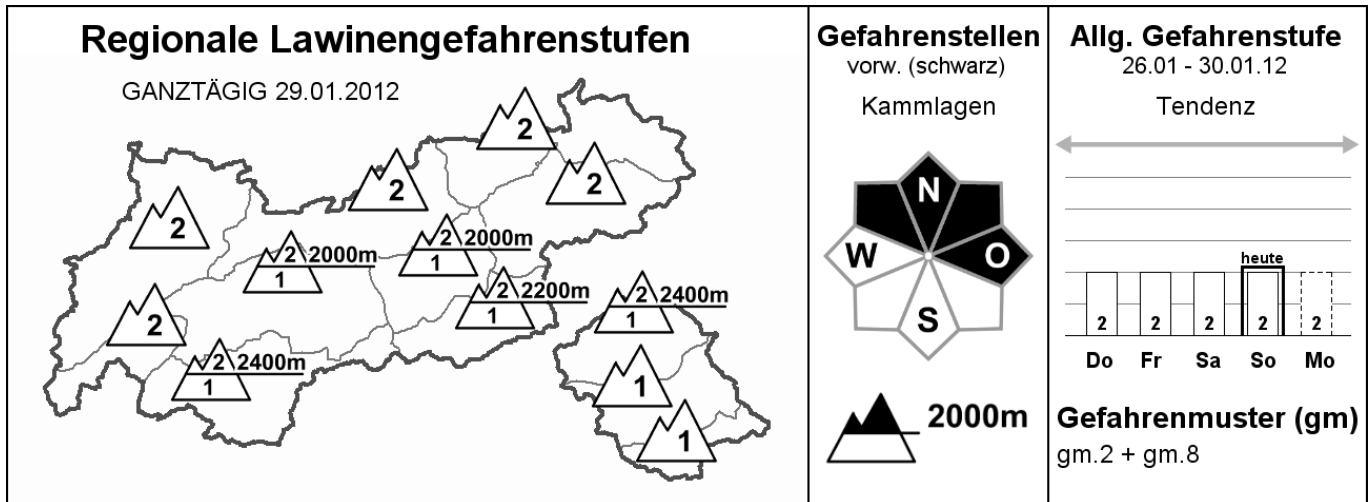 Regionale Lawinengefahrenstufen
GANZTÄGIG 29.01.2012
2
2
2
2
2 2000m
1
2 2000m
1
2 2200m
1
2 2400m
1
2
2 2400m
1
1
1
Gefahrenstellen
vorw. (schwarz)
Kammlagen
N
W O
S
2000m
Allg. Gefahrenstufe
26.01 - 30.01.12
Tendenz
heute
2 2 2 2 2
Do Fr Sa So Mo
Gefahrenmuster (gm)
gm.2 + gm.8